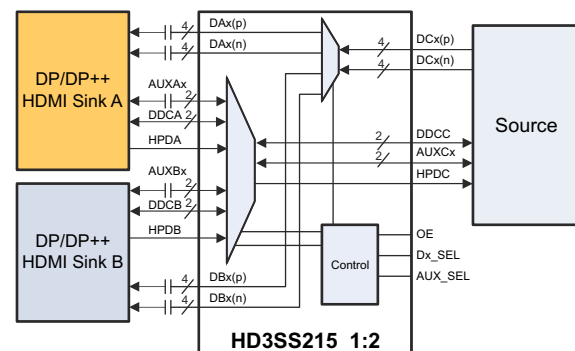 DP/DP++
HDMI Sink A
DAx(p)
4
DAx(n)
4
AUXAx
2
DDCA
2
HPDA
DP/DP++
HDMI Sink B
AUXBx
2
DDCB
2
HPDB
DBx(p)
4
DBx(n)
4
DCx(p)
4
DCx(n)
4
DDCC
2
AUXCx
2
HPDC
Source
Control
OE
Dx_SEL
AUX_SEL
HD3SS215 1:2